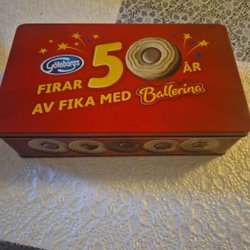 Göteborgs
50 ÅR
FIRAR
AV FIKA MED Ballerina